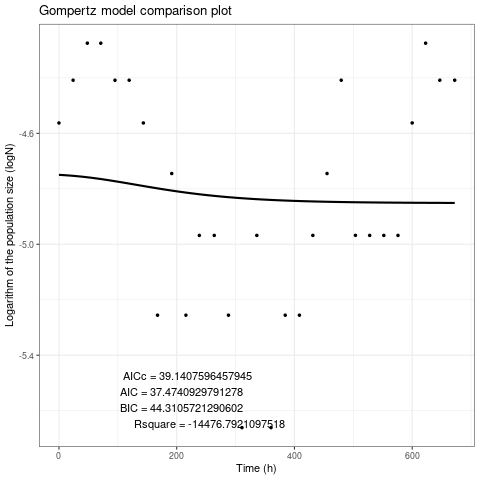 Gompertz model comparison plot
Logarithm of the population size (logN)
-4.6
-5.0
-5.4
AICc = 39.1407596457945
AIC = 37.4740929791278
BIC = 44.3105721290602
Rsquare = -14476.7921097518
0 200 400 600
Time (h)